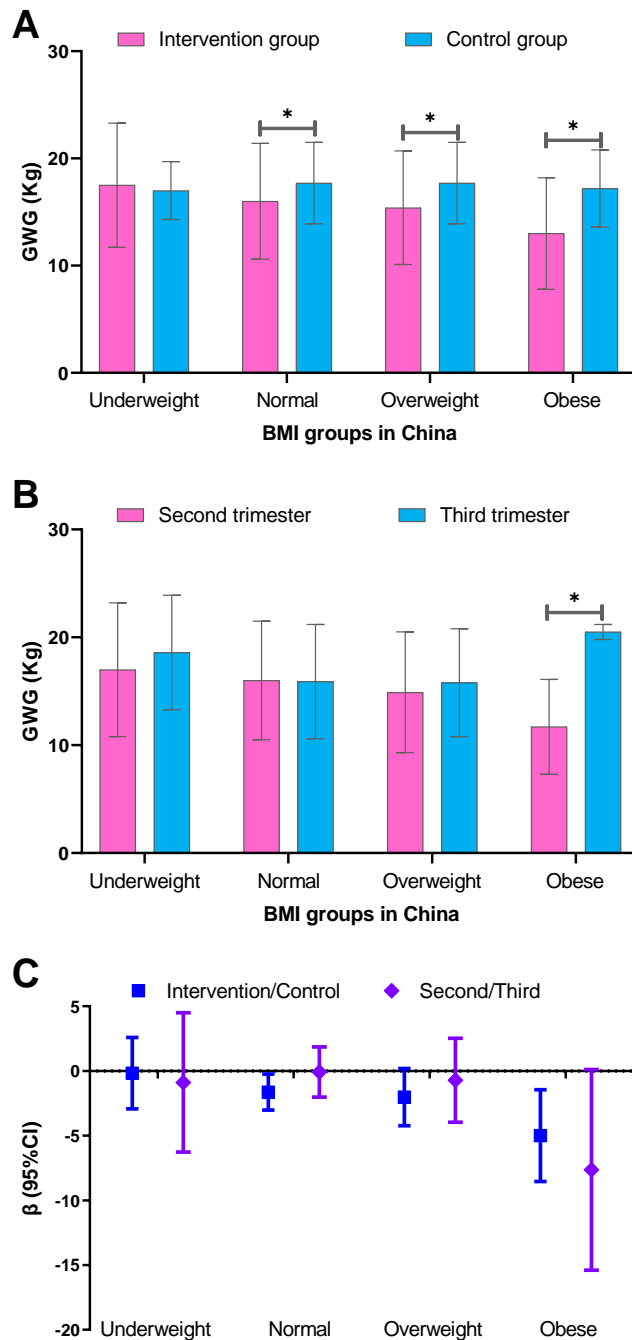 A
Intervention group Control group
30
20
10
0
GWG (Kg)
* * *
Underweight Normal Overweight Obese
BMI groups in China
B
Second trimester Third trimester
30
20
10
0
GWG (Kg)
*
Underweight Normal Overweight Obese
BMI groups in China
C
Intervention/Control Second/Third
5
0
-5
-10
-15
-20
β (95%CI)
Underweight Normal Overweight Obese